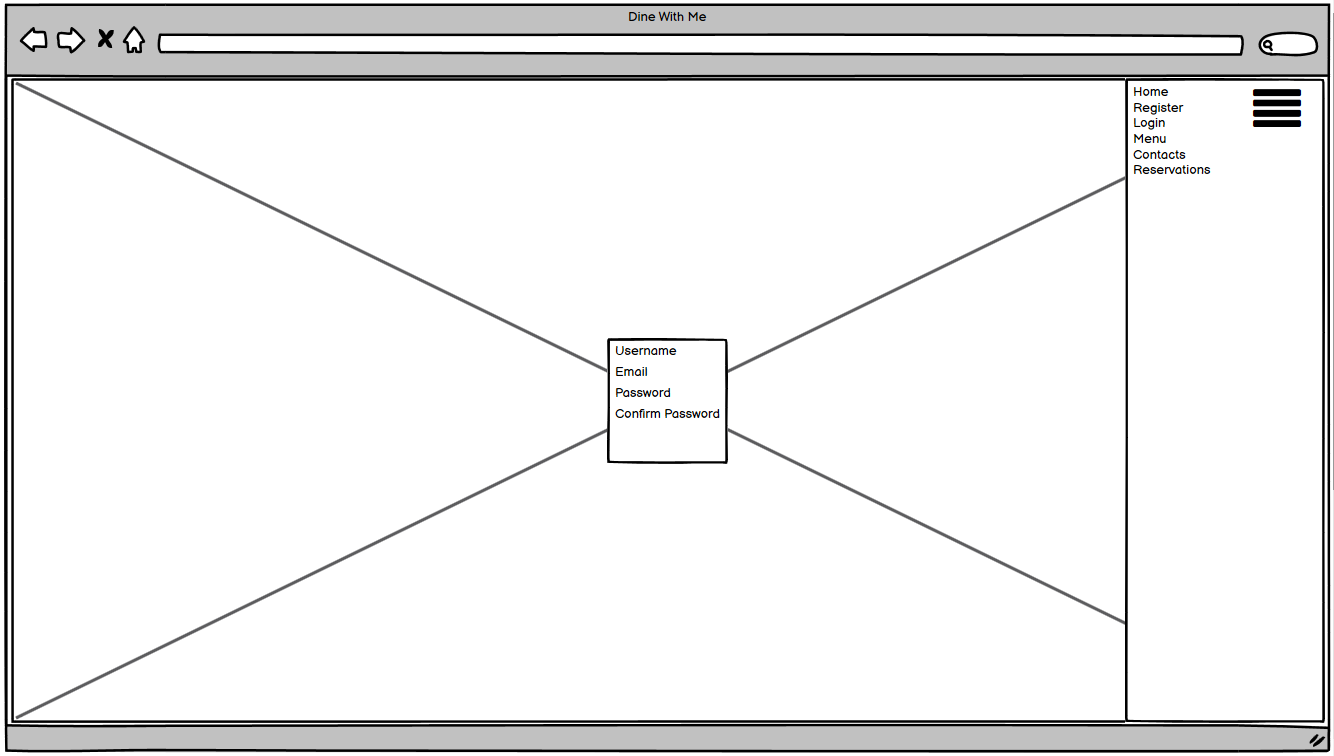 Dine With Me
Home
Register
Login
Menu
Contacts
Reservations
Username
Email
Password
Confirm Password